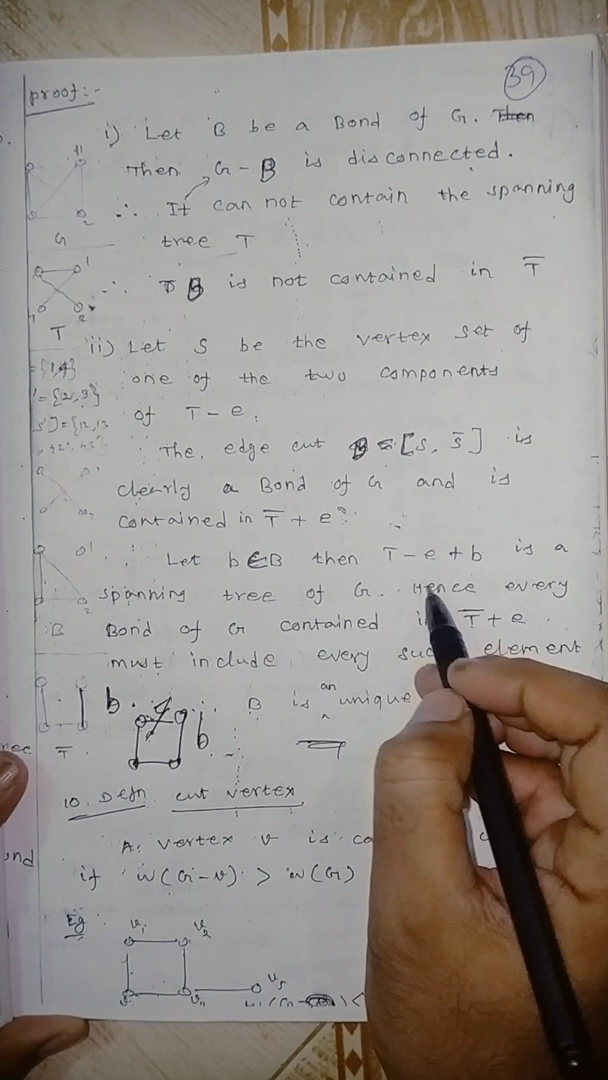 39
proof:-
i) Let B be a Bond of G.
Then G - B is disconnected.
∴ It can not contain the spanning
tree T
∴ B is not contained in T̅
G
T
ii) Let S be the vertex set of
one of the two components
of T - e.
The edge cut B = [S, S̅] is
clearly a Bond of G and is
contained in T̅ + e.
Let b ∈ B then T - e + b is a
spanning tree of G. Hence every
Bond of G contained T̅ + e
must include every such element
b.
B is an unique
B
T̅
b
10. Defn cut vertex
A vertex v is
if w(G-v) > w(G)
Eg
v₁ v₂
v₅